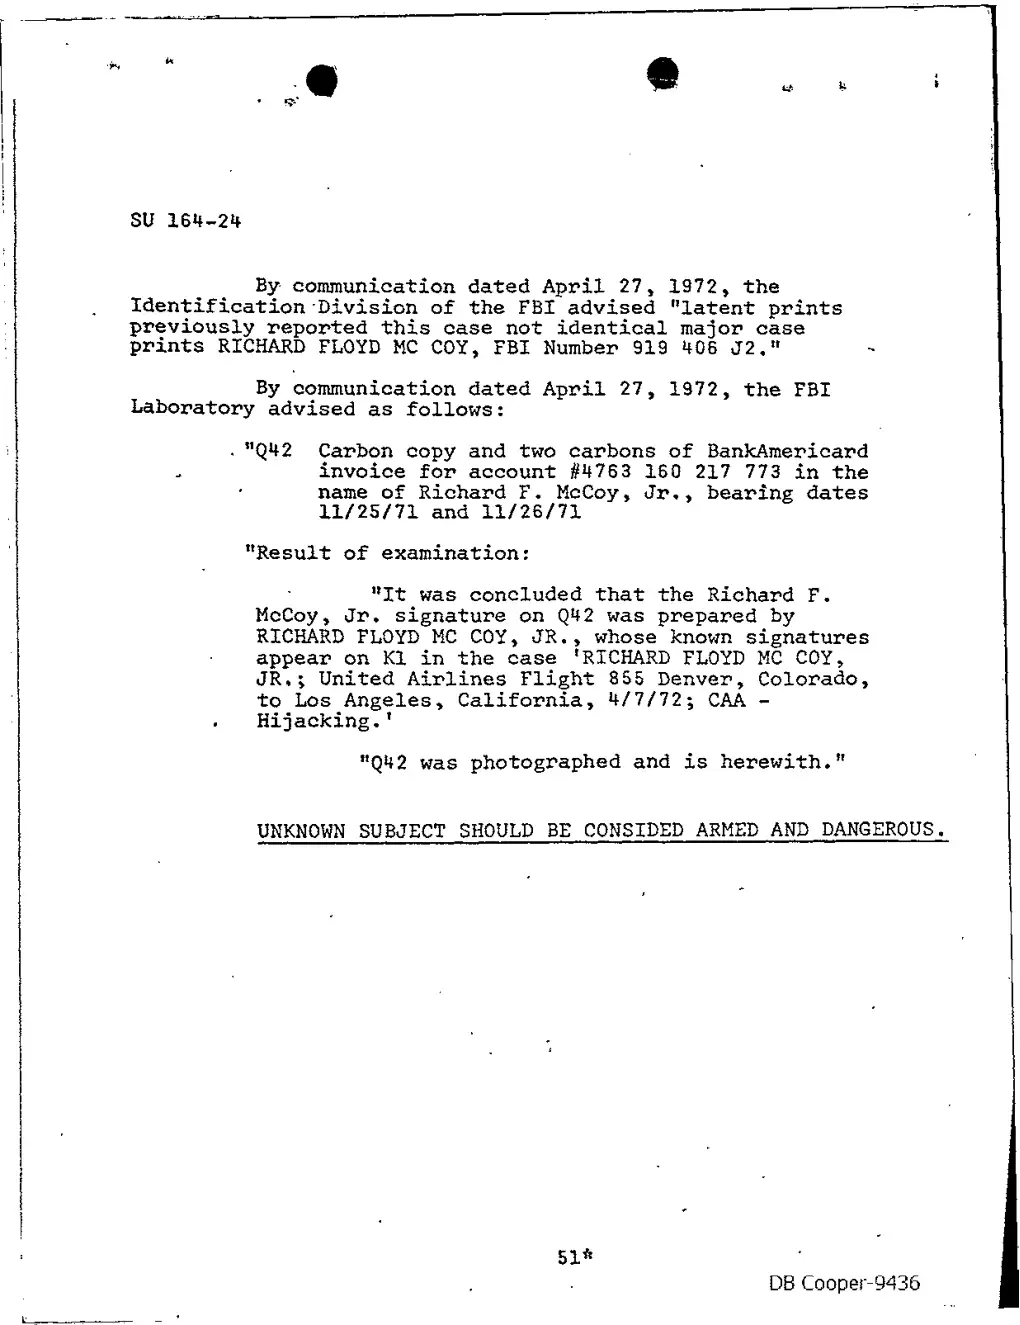 SU 164-24
By communication dated April 27, 1972, the
Identification Division of the FBI advised "latent prints
previously reported this case not identical major case
prints RICHARD FLOYD MC COY, FBI Number 919 406 J2."
By communication dated April 27, 1972, the FBI
Laboratory advised as follows:
"Q42 Carbon copy and two carbons of BankAmericard
invoice for account #4763 160 217 773 in the
name of Richard F. McCoy, Jr., bearing dates
11/25/71 and 11/26/71
"Result of examination:
"It was concluded that the Richard F.
McCoy, Jr. signature on Q42 was prepared by
RICHARD FLOYD MC COY, JR., whose known signatures
appear on K1 in the case 'RICHARD FLOYD MC COY,
JR.; United Airlines Flight 855 Denver, Colorado,
to Los Angeles, California, 4/7/72; CAA -
Hijacking.'
"Q42 was photographed and is herewith."
UNKNOWN SUBJECT SHOULD BE CONSIDED ARMED AND DANGEROUS.
51*
DB Cooper-9436